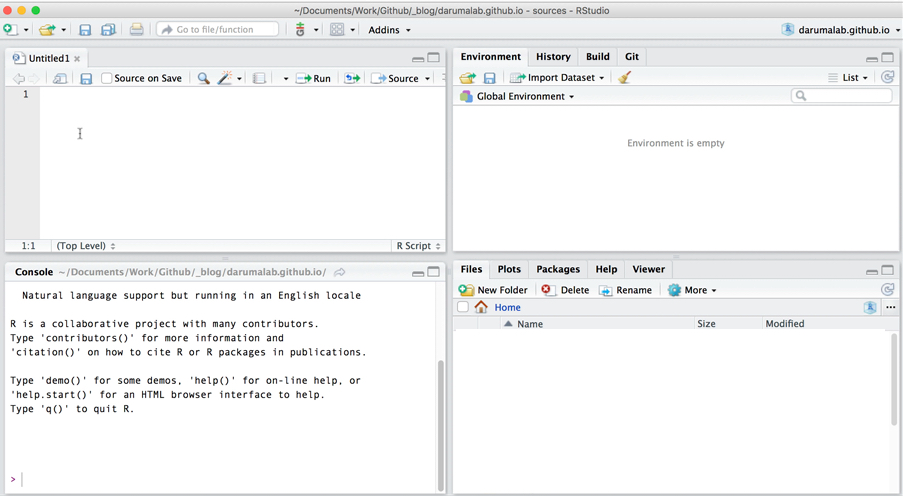 ~/Documents/Work/Github/_blog/darumalab.github.io - sources - RStudio
Go to file/function
Addins
darumalab.github.io
Untitled1
Source on Save
Run
Source
1
1:1 (Top Level) R Script
Environment History Build Git
Import Dataset List
Global Environment
Environment is empty
Console ~/Documents/Work/Github/_blog/darumalab.github.io/
Natural language support but running in an English locale
R is a collaborative project with many contributors.
Type 'contributors()' for more information and
'citation()' on how to cite R or R packages in publications.
Type 'demo()' for some demos, 'help()' for on-line help, or
'help.start()' for an HTML browser interface to help.
Type 'q()' to quit R.
>
Files Plots Packages Help Viewer
New Folder Delete Rename More
Home
Name Size Modified